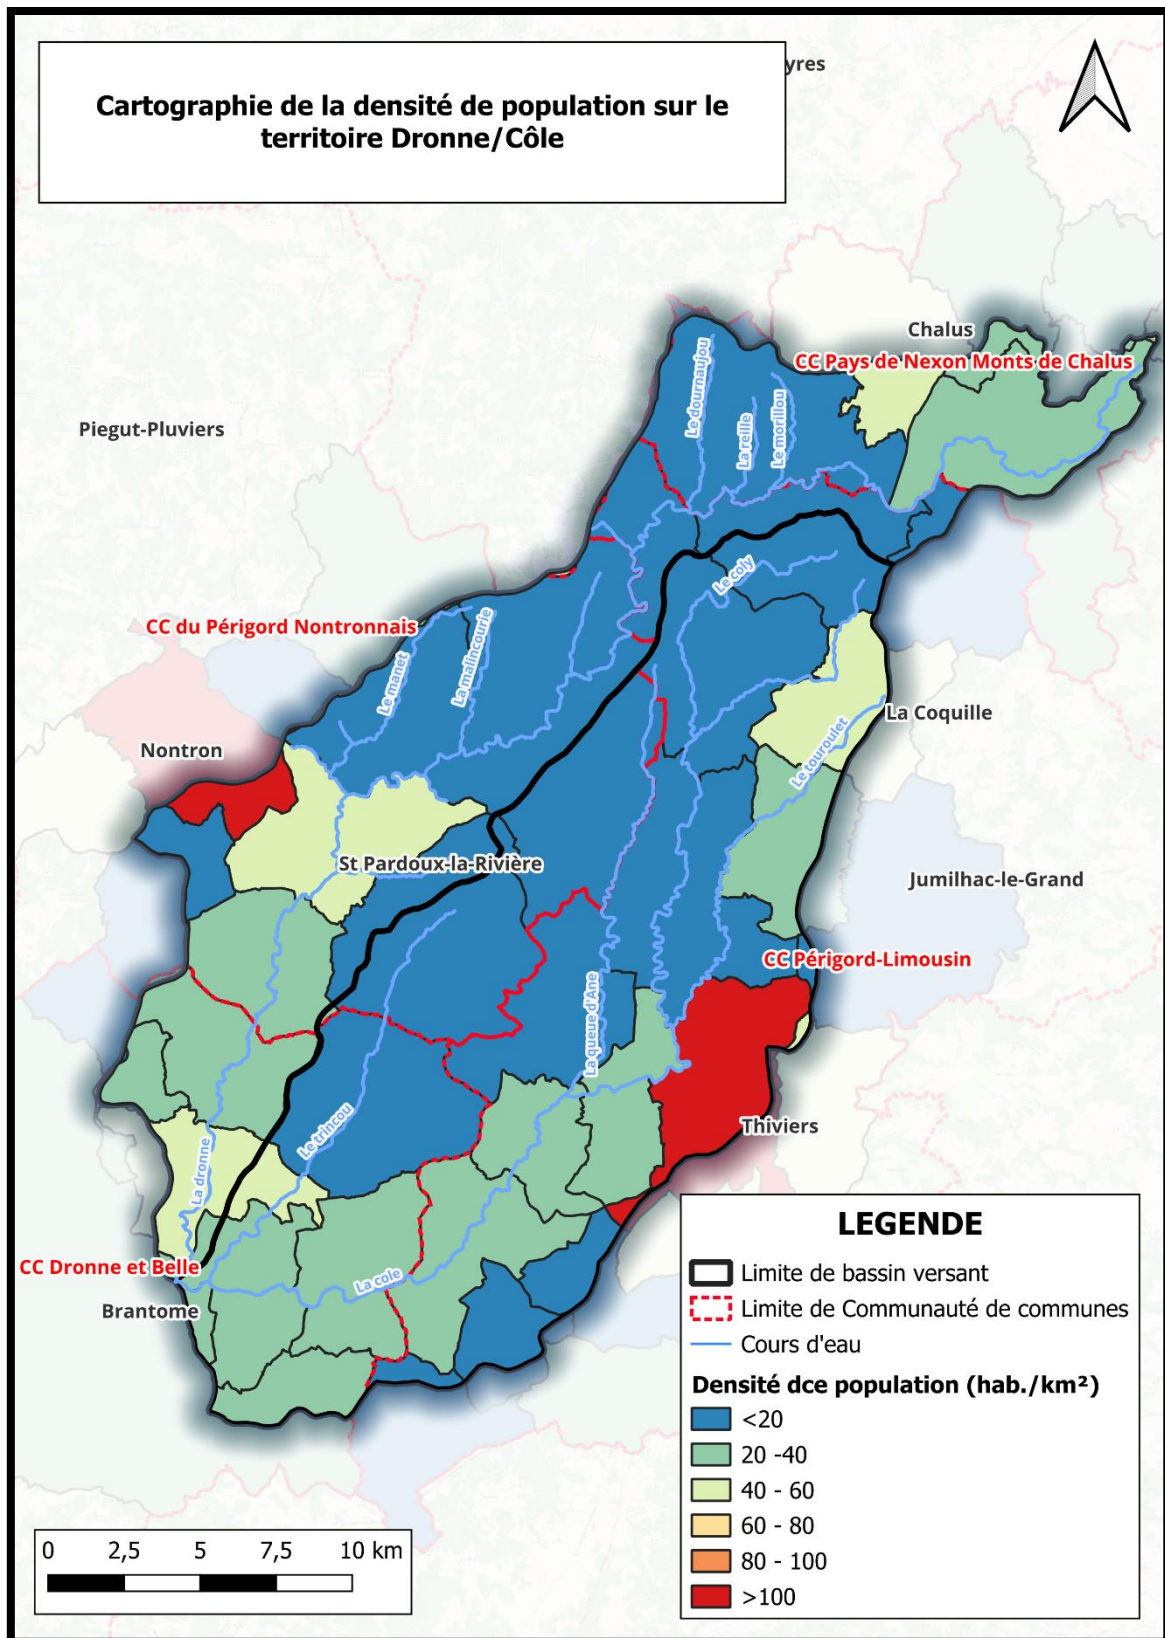 Cartographie de la densité de population sur le
territoire Dronne/Côle
yres
Chalus
CC Pays de Nexon Monts de Chalus
Le dournaujou
La reille
Le morillou
Piegut-Pluviers
Le coly
CC du Périgord Nontronnais
Le manet
La malincourie
La Coquille
Le touroulet
Nontron
St Pardoux-la-Rivière
Jumilhac-le-Grand
CC Périgord-Limousin
La queue d'Ane
Thiviers
Le trincou
La dronne
CC Dronne et Belle
La cole
Brantome
LEGENDE
Limite de bassin versant
Limite de Communauté de communes
Cours d'eau
Densité dce population (hab./km²)
<20
20 -40
40 - 60
60 - 80
80 - 100
>100
0 2,5 5 7,5 10 km